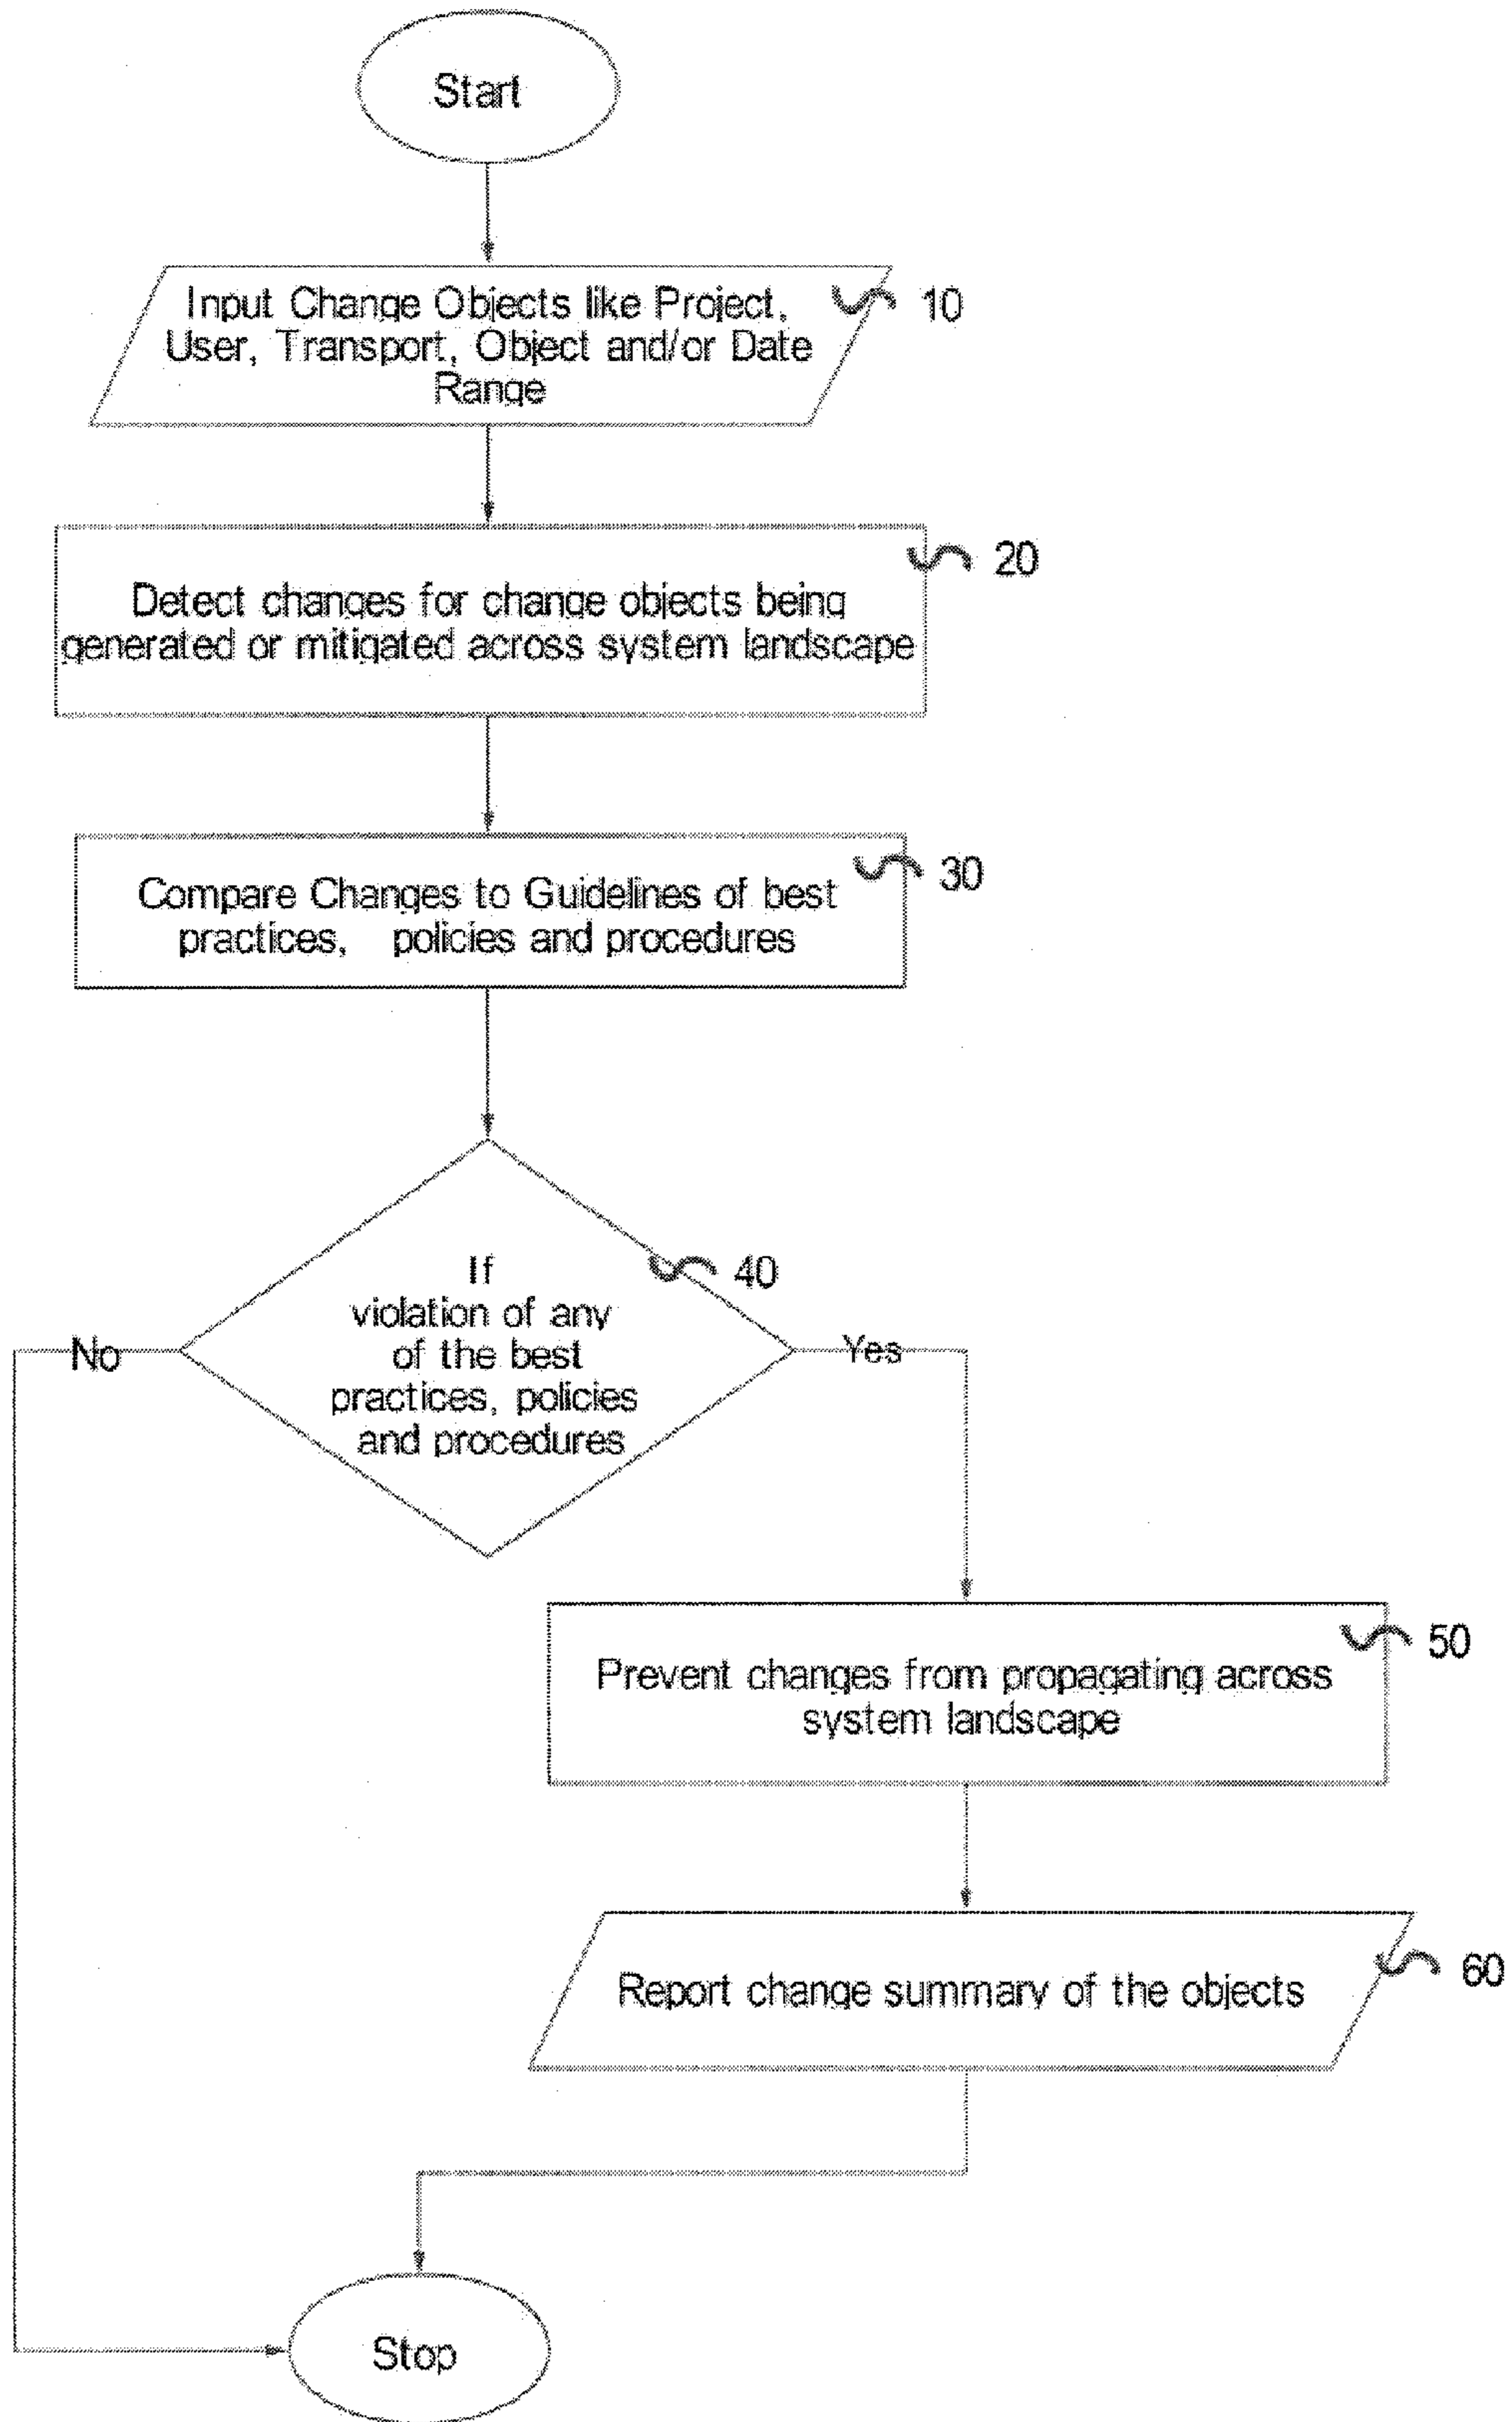 Start
Input Change Objects like Project,
10
User, Transport, Object and/or Date
Range
20
Detect changes for change objects being
generated or mitigated across system landscape
30
Compare Changes to Guidelines of best
practices, policies and procedures
If
40
violation of any
of the best
practices, policies
and procedures
No
Yes
50
Prevent changes from propagating across
system landscape
60
Report change summary of the objects
Stop